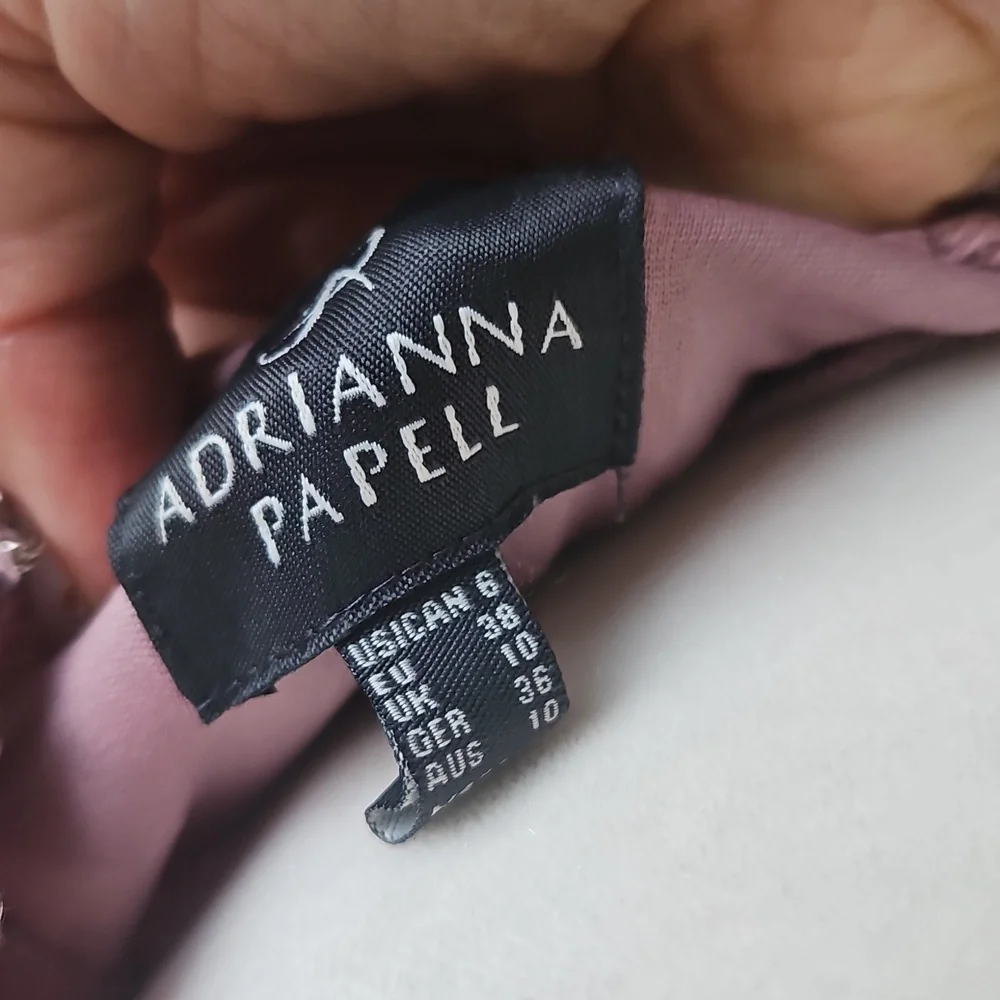 ADRIANNA
PAPELL
US|CAN 6
EU 38
UK 10
GER 36
AUS 10